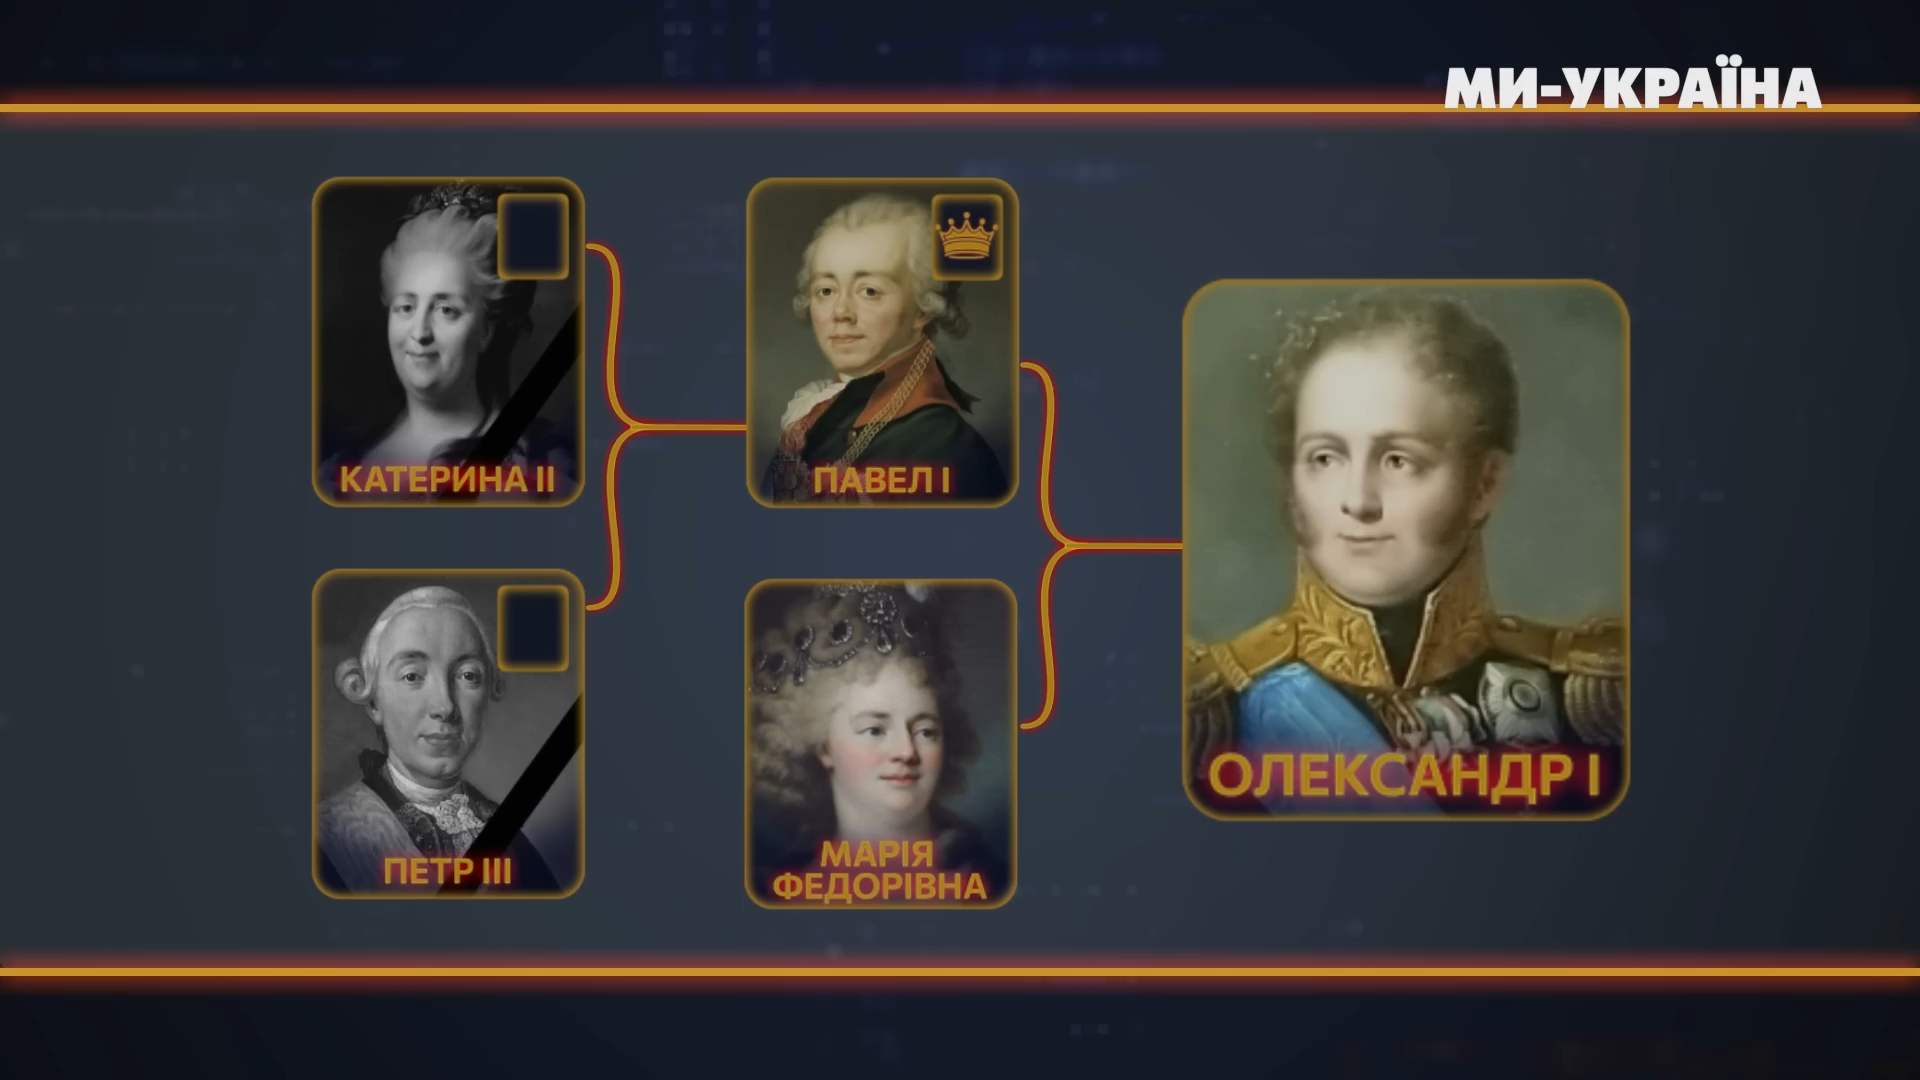 МИ-УКРАЇНА
КАТЕРИНА II
ПАВЕЛ I
ПЕТР III
МАРІЯ
ФЕДОРІВНА
ОЛЕКСАНДР I